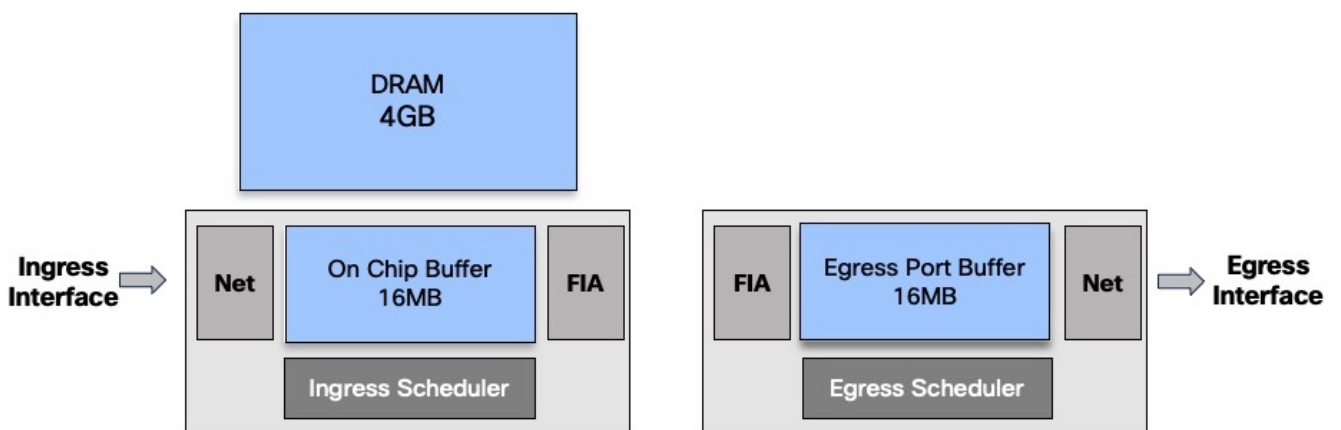 DRAM
4GB
Ingress
Interface
Net
On Chip Buffer
16MB
FIA
Ingress Scheduler
FIA
Egress Port Buffer
16MB
Net
Egress Scheduler
Egress
Interface